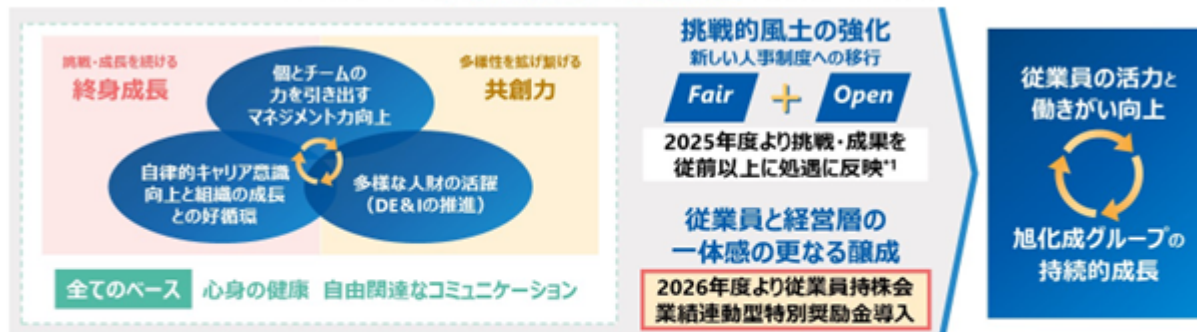 挑戦・成長を続ける
終身成長
個とチームの
力を引き出す
マネジメント力向上
多様性を拡げ繋げる
共創力
自律的キャリア意識
向上と組織の成長
との好循環
多様な人財の活躍
(DE&Iの推進)
全てのベース 心身の健康 自由闊達なコミュニケーション
挑戦的風土の強化
新しい人事制度への移行
Fair + Open
2025年度より挑戦・成果を
従前以上に処遇に反映*1
従業員と経営層の
一体感の更なる醸成
2026年度より従業員持株会
業績連動型特別奨励金導入
従業員の活力と
働きがい向上
旭化成グループの
持続的成長